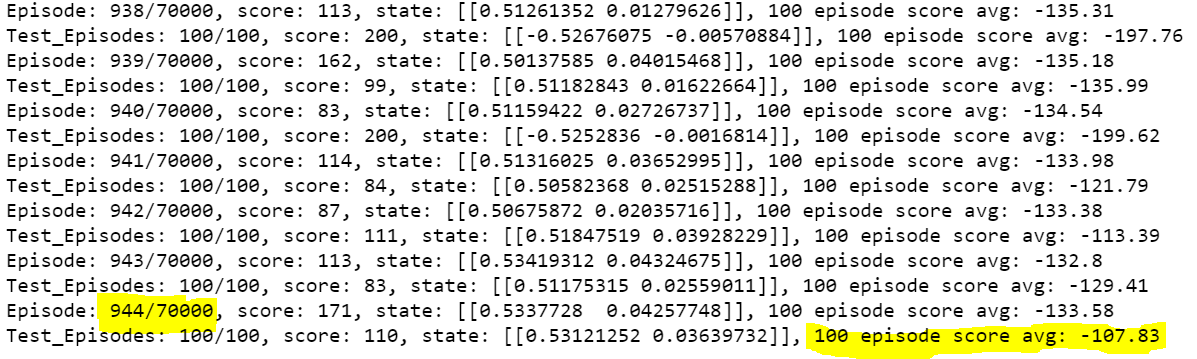 Episode: 938/70000, score: 113, state: [[0.51261352 0.01279626]], 100 episode score avg: -135.31
Test_Episodes: 100/100, score: 200, state: [[-0.52676075 -0.00570884]], 100 episode score avg: -197.76
Episode: 939/70000, score: 162, state: [[0.50137585 0.04015468]], 100 episode score avg: -135.18
Test_Episodes: 100/100, score: 99, state: [[0.51182843 0.01622664]], 100 episode score avg: -135.99
Episode: 940/70000, score: 83, state: [[0.51159422 0.02726737]], 100 episode score avg: -134.54
Test_Episodes: 100/100, score: 200, state: [[-0.5252836 -0.0016814]], 100 episode score avg: -199.62
Episode: 941/70000, score: 114, state: [[0.51316025 0.03652995]], 100 episode score avg: -133.98
Test_Episodes: 100/100, score: 84, state: [[0.50582368 0.02515288]], 100 episode score avg: -121.79
Episode: 942/70000, score: 87, state: [[0.50675872 0.02035716]], 100 episode score avg: -133.38
Test_Episodes: 100/100, score: 111, state: [[0.51847519 0.03928229]], 100 episode score avg: -113.39
Episode: 943/70000, score: 113, state: [[0.53419312 0.04324675]], 100 episode score avg: -132.8
Test_Episodes: 100/100, score: 83, state: [[0.51175315 0.02559011]], 100 episode score avg: -129.41
Episode: 944/70000, score: 171, state: [[0.5337728  0.04257748]], 100 episode score avg: -133.58
Test_Episodes: 100/100, score: 110, state: [[0.53121252 0.03639732]], 100 episode score avg: -107.83